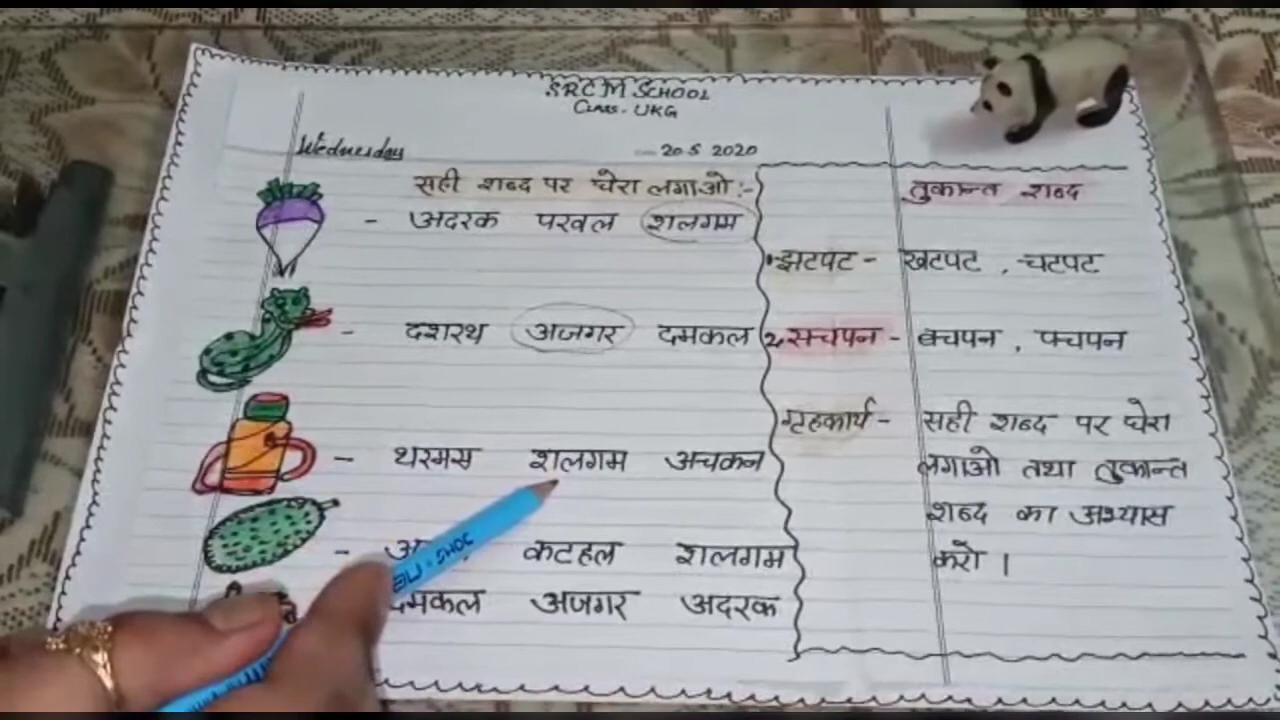 SRCM SCHOOL
CLASS - UKG
Wednesday 20 5 2020
सही शब्द पर घेरा लगाओ :-
- अदरक परवल शलगम
- दशरथ अजगर दमकल
- थरमस शलगम अचकन
- कटहल शलगम
दमकल अजगर अदरक
तुकान्त शब्द
झटपट - खटपट , चटपट
2. सचपन - बचपन , पचपन
गृहकार्य - सही शब्द पर घेरा
लगाओ तथा तुकान्त
शब्द का अभ्यास
करो ।